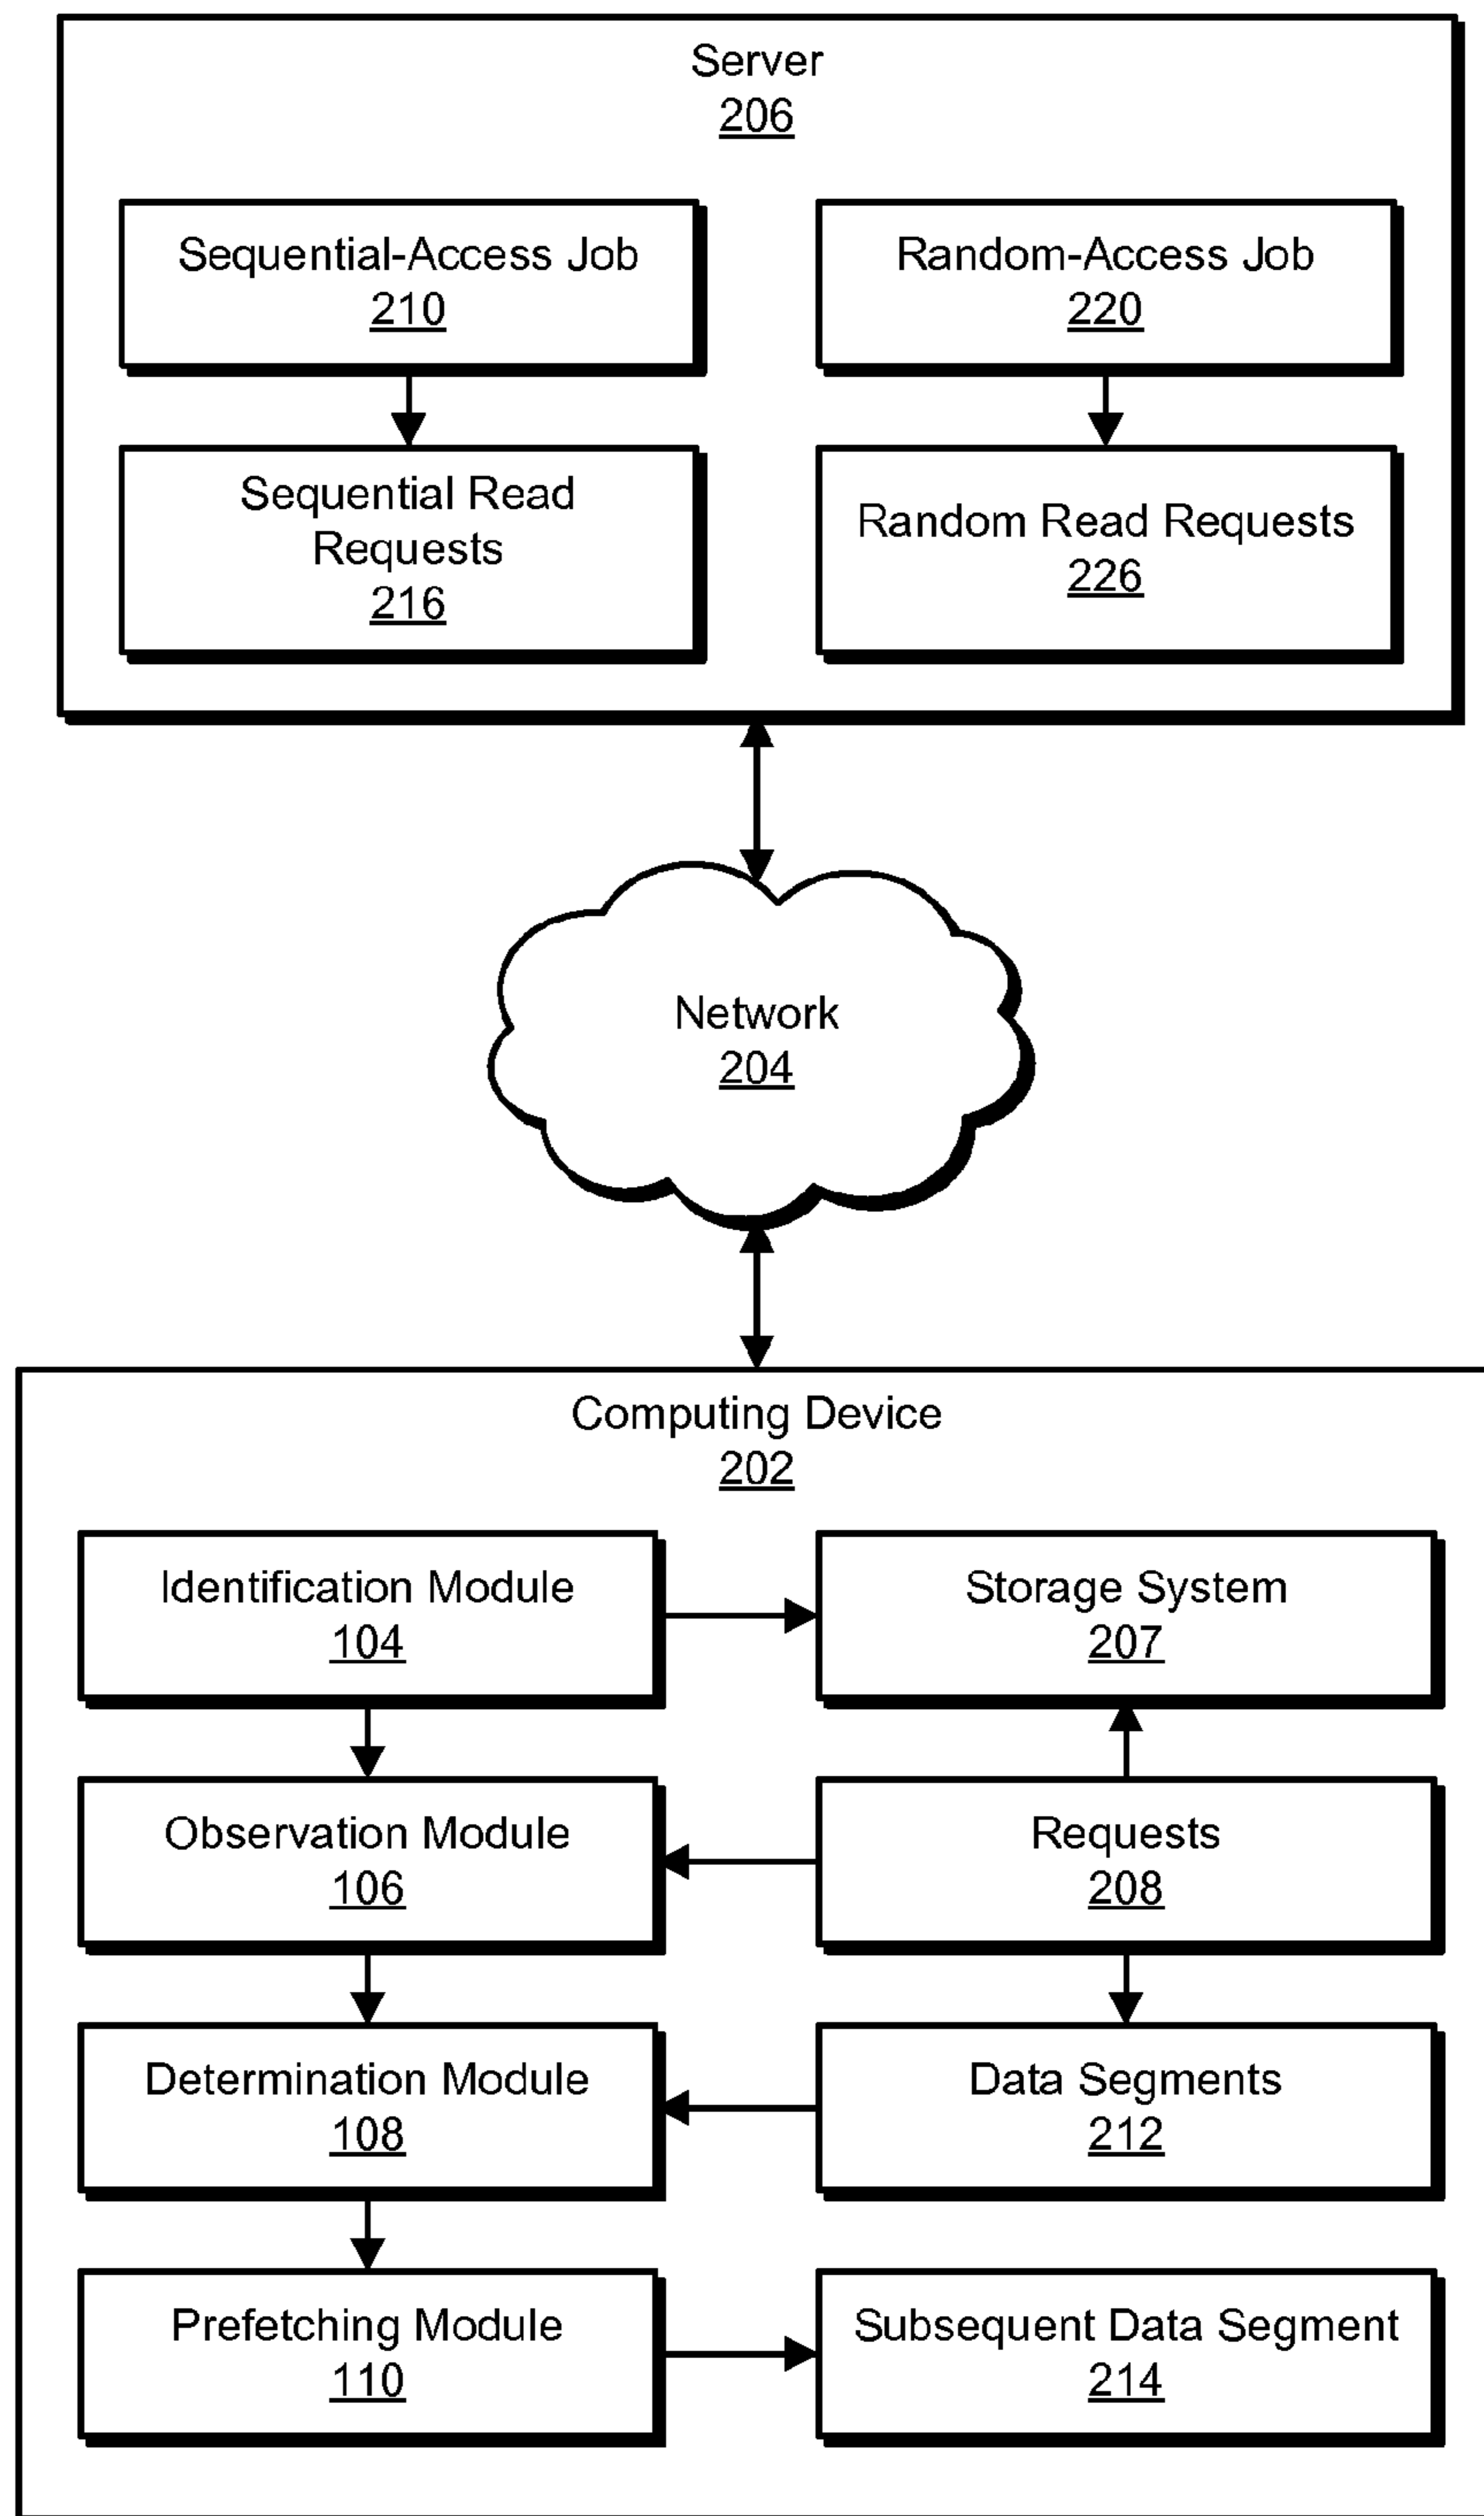 Server
206
Sequential-Access Job
210
Random-Access Job
220
Sequential Read
Requests
216
Random Read Requests
226
Network
204
Computing Device
202
Identification Module
104
Storage System
207
Observation Module
106
Requests
208
Determination Module
108
Data Segments
212
Prefetching Module
110
Subsequent Data Segment
214